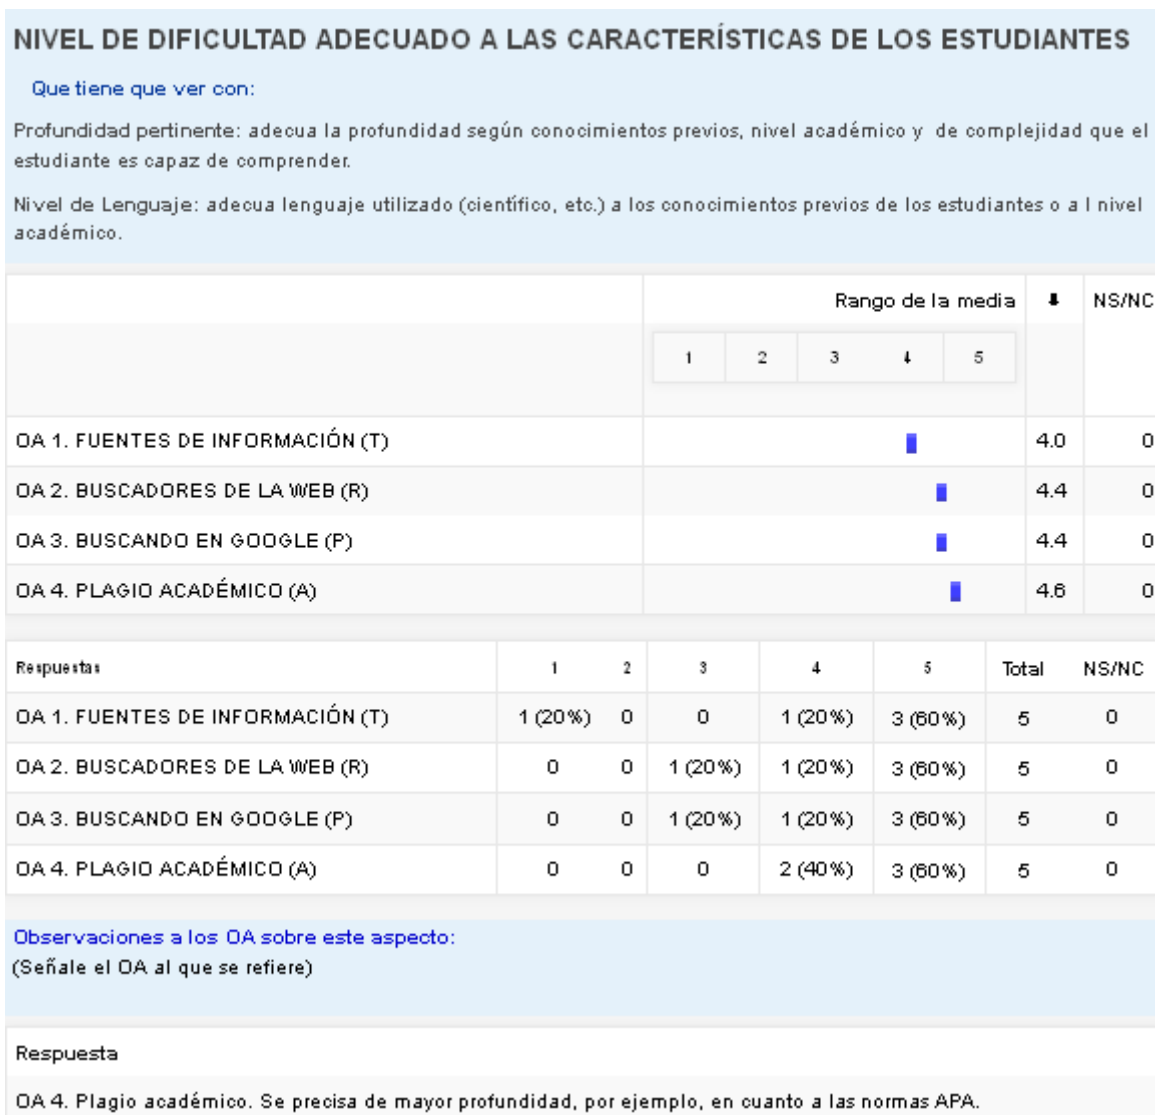 NIVEL DE DIFICULTAD ADECUADO A LAS CARACTERÍSTICAS DE LOS ESTUDIANTES
Que tiene que ver con:
Profundidad pertinente: adecua la profundidad según conocimientos previos, nivel académico y de complejidad que el
estudiante es capaz de comprender.
Nivel de Lenguaje: adecua lenguaje utilizado (científico, etc.) a los conocimientos previos de los estudiantes o a l nivel
académico.
Rango de la media ⬇ NS/NC
1 2 3 4 5
OA 1. FUENTES DE INFORMACIÓN (T) 4.0 0
OA 2. BUSCADORES DE LA WEB (R) 4.4 0
OA 3. BUSCANDO EN GOOGLE (P) 4.4 0
OA 4. PLAGIO ACADÉMICO (A) 4.6 0
Respuestas 1 2 3 4 5 Total NS/NC
OA 1. FUENTES DE INFORMACIÓN (T) 1 (20%) 0 0 1 (20%) 3 (60%) 5 0
OA 2. BUSCADORES DE LA WEB (R) 0 0 1 (20%) 1 (20%) 3 (60%) 5 0
OA 3. BUSCANDO EN GOOGLE (P) 0 0 1 (20%) 1 (20%) 3 (60%) 5 0
OA 4. PLAGIO ACADÉMICO (A) 0 0 0 2 (40%) 3 (60%) 5 0
Observaciones a los OA sobre este aspecto:
(Señale el OA al que se refiere)
Respuesta
OA 4. Plagio académico. Se precisa de mayor profundidad, por ejemplo, en cuanto a las normas APA.